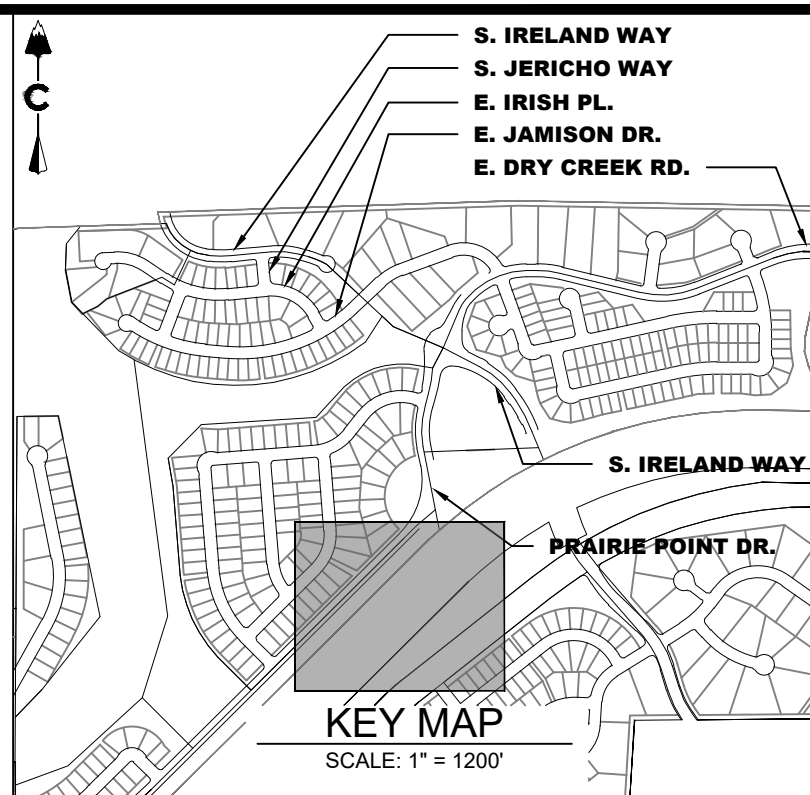 S. IRELAND WAY
S. JERICHO WAY
E. IRISH PL.
E. JAMISON DR.
E. DRY CREEK RD.
C
S. IRELAND WAY
PRAIRIE POINT DR.
KEY MAP
SCALE: 1" = 1200'